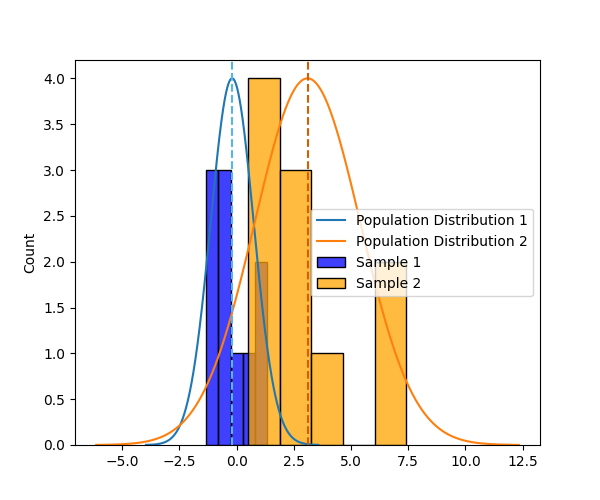 4.0
3.5
3.0
2.5
2.0
1.5
1.0
0.5
0.0
Count
Population Distribution 1
Population Distribution 2
Sample 1
Sample 2
−5.0 −2.5 0.0 2.5 5.0 7.5 10.0 12.5